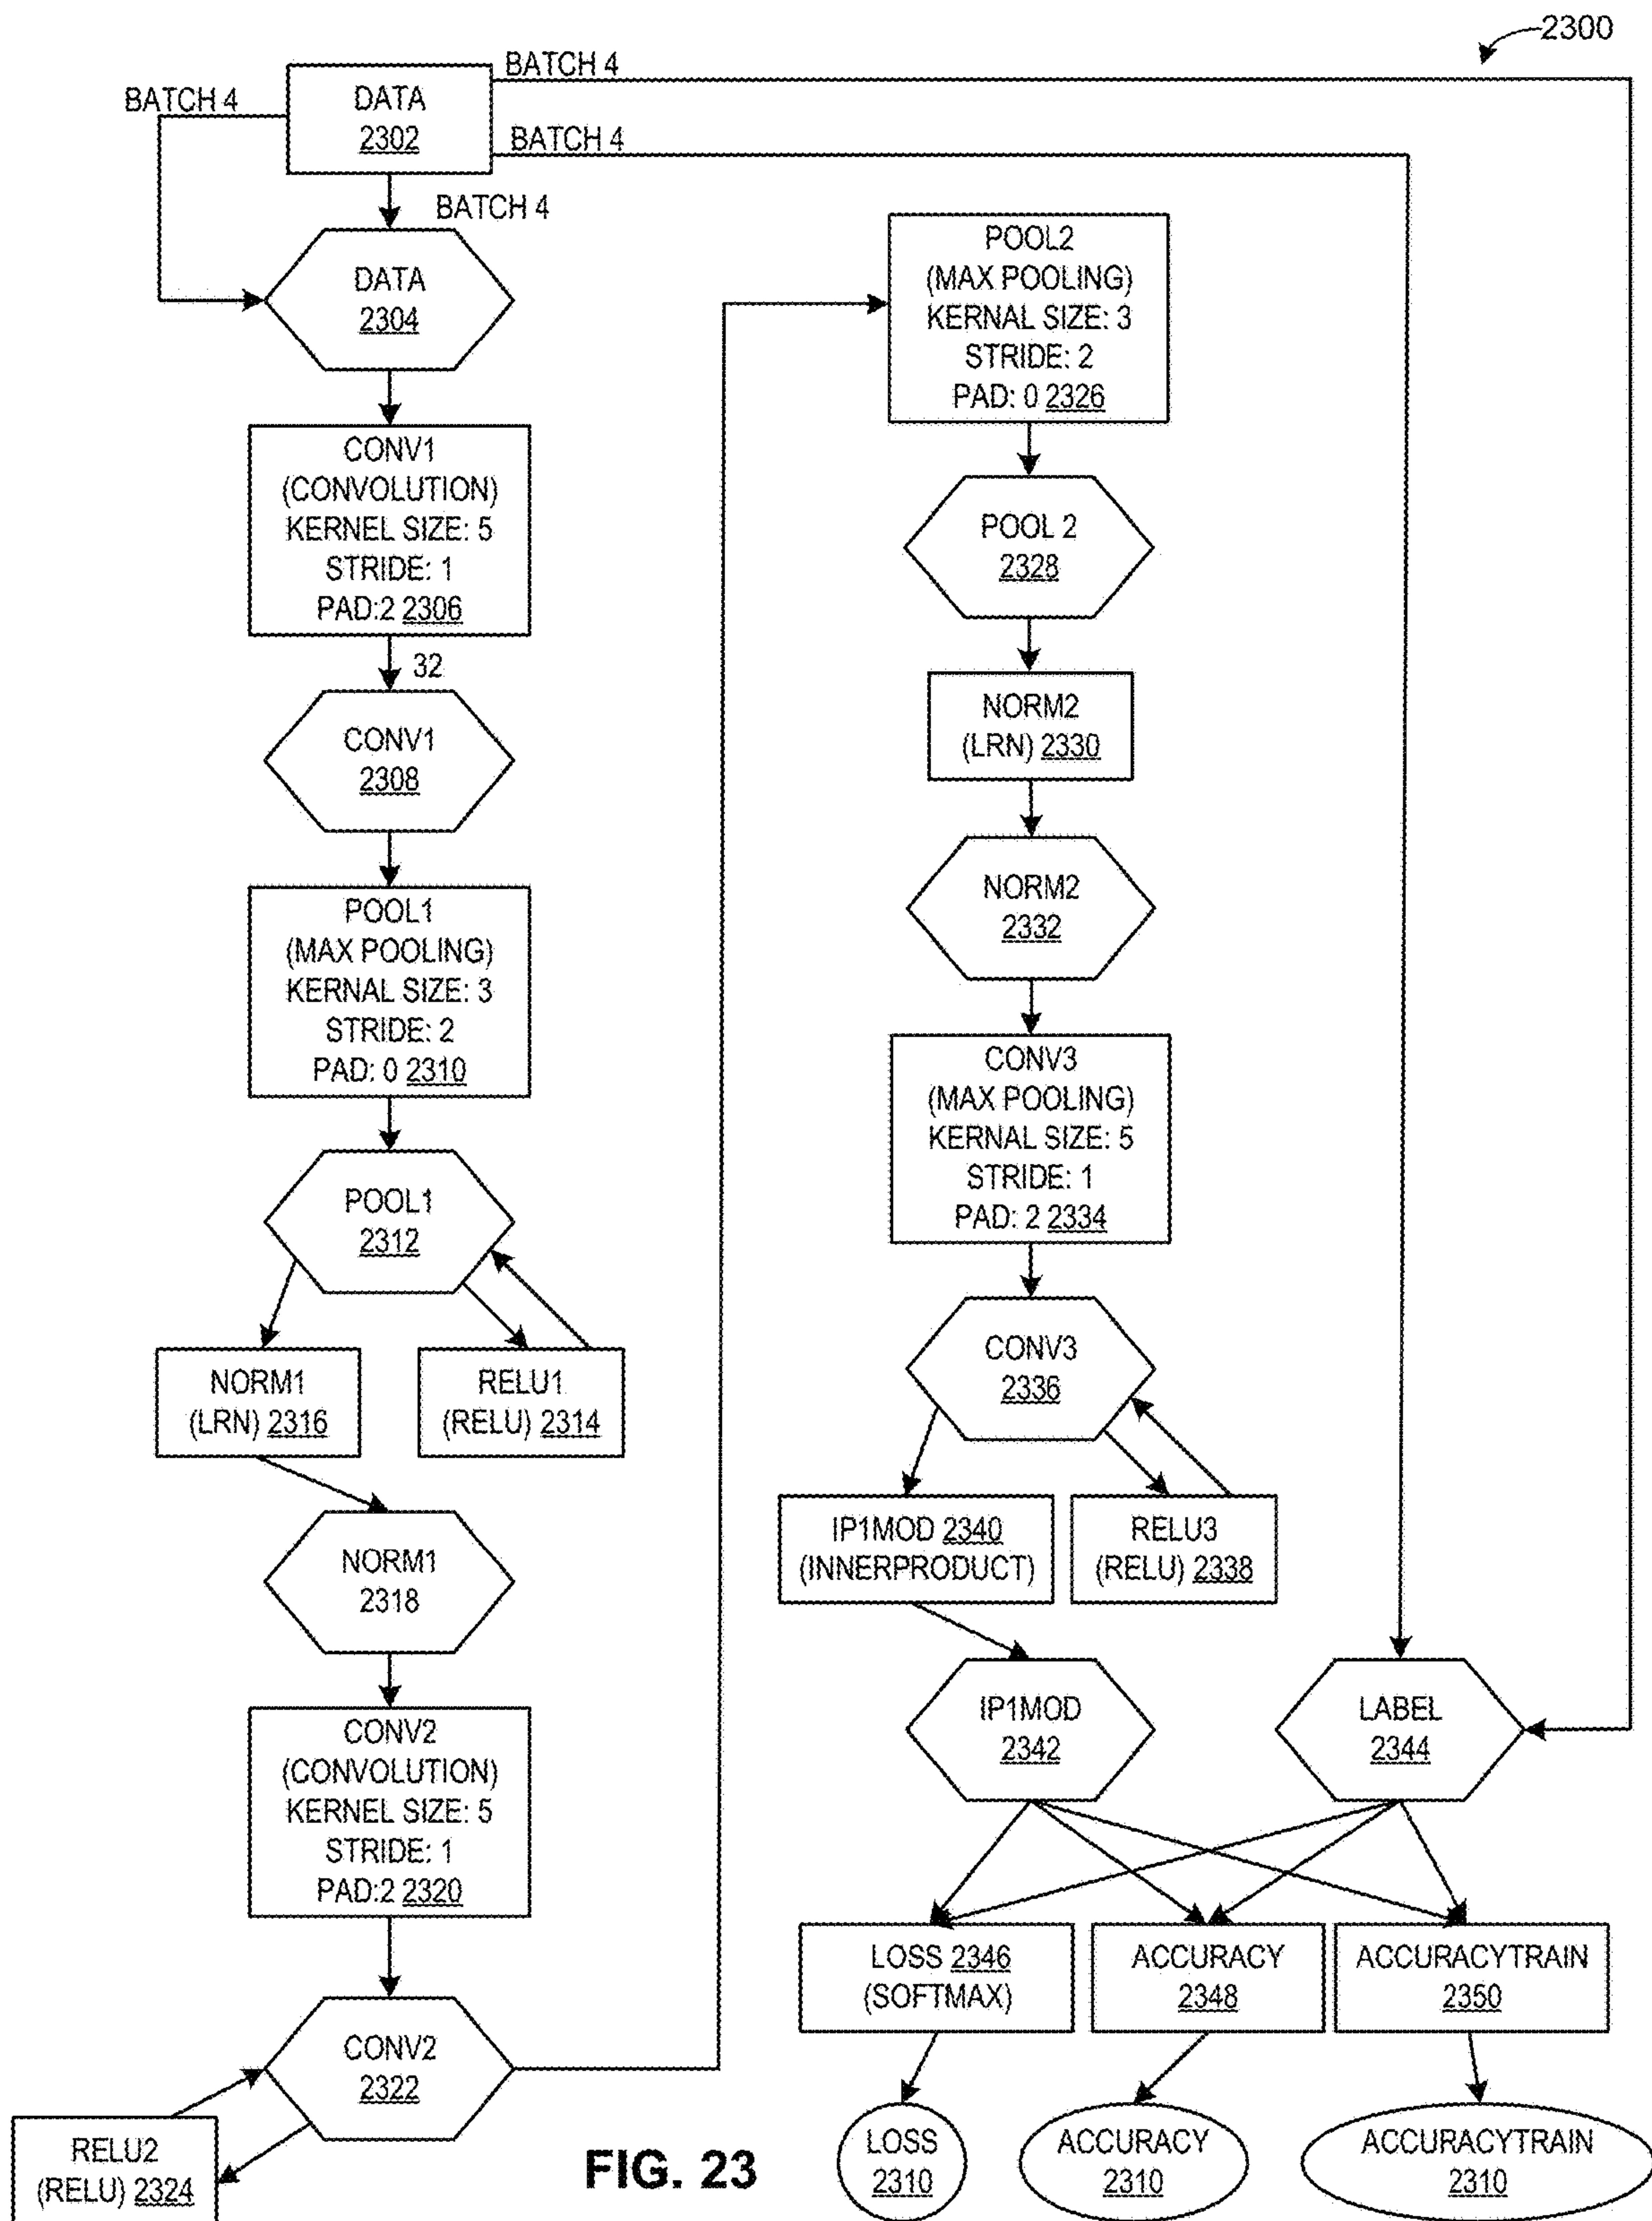 2300
BATCH 4
BATCH 4
DATA
2302
BATCH 4
BATCH 4
DATA
2304
CONV1
(CONVOLUTION)
KERNEL SIZE: 5
STRIDE: 1
PAD:2 2306
32
CONV1
2308
POOL1
(MAX POOLING)
KERNAL SIZE: 3
STRIDE: 2
PAD: 0 2310
POOL1
2312
NORM1
(LRN) 2316
RELU1
(RELU) 2314
NORM1
2318
CONV2
(CONVOLUTION)
KERNEL SIZE: 5
STRIDE: 1
PAD:2 2320
CONV2
2322
RELU2
(RELU) 2324
POOL2
(MAX POOLING)
KERNAL SIZE: 3
STRIDE: 2
PAD: 0 2326
POOL 2
2328
NORM2
(LRN) 2330
NORM2
2332
CONV3
(MAX POOLING)
KERNAL SIZE: 5
STRIDE: 1
PAD: 2 2334
CONV3
2336
IP1MOD 2340
(INNERPRODUCT)
RELU3
(RELU) 2338
IP1MOD
2342
LABEL
2344
LOSS 2346
(SOFTMAX)
ACCURACY
2348
ACCURACYTRAIN
2350
LOSS
2310
ACCURACY
2310
ACCURACYTRAIN
2310
FIG. 23